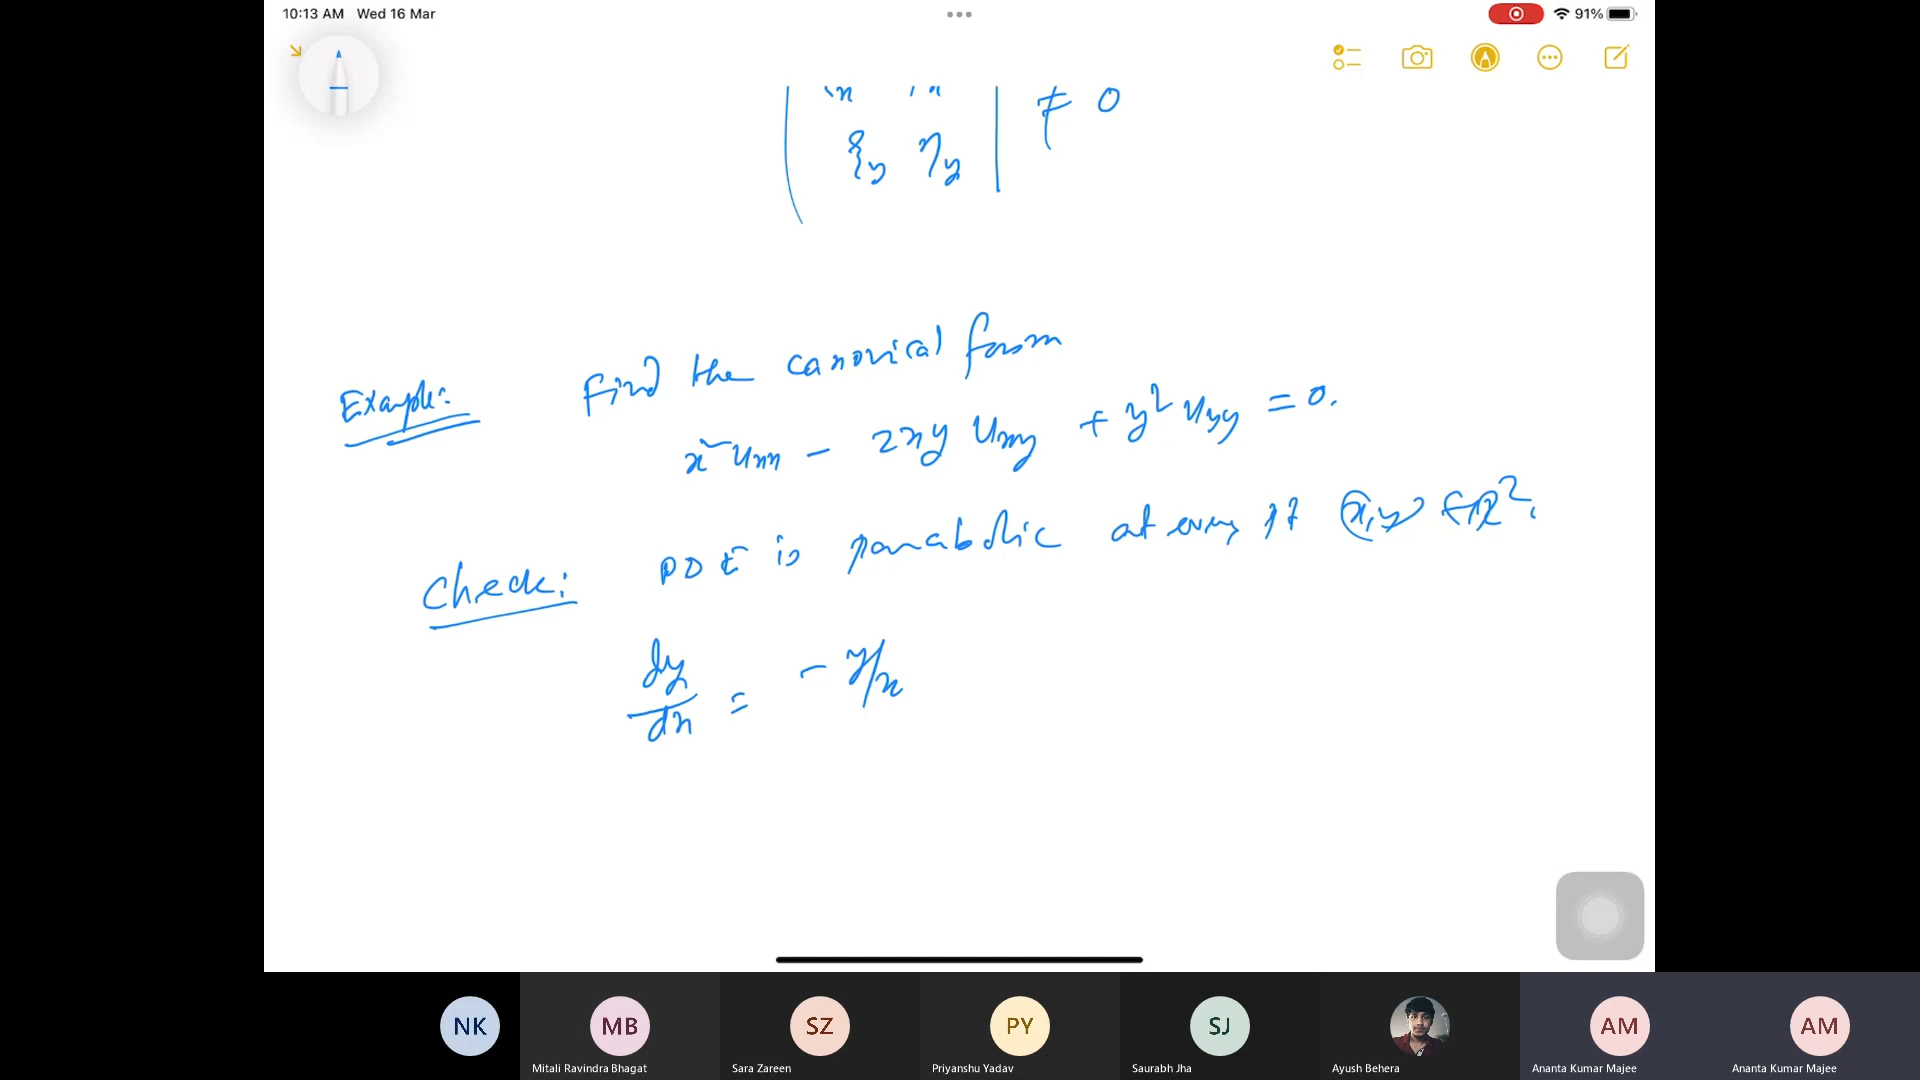 10:13 AM Wed 16 Mar
91%
ξy ηy ≠ 0
Example: Find the canonical form
x² uxx - 2xy uxy + y² uyy = 0.
Check: PDE is parabolic at every pt (x,y) ∈ ℝ².
dy/dx = - y/x
NK MB SZ PY SJ AM AM
Mitali Ravindra Bhagat Sara Zareen Priyanshu Yadav Saurabh Jha Ayush Behera Ananta Kumar Majee Ananta Kumar Majee